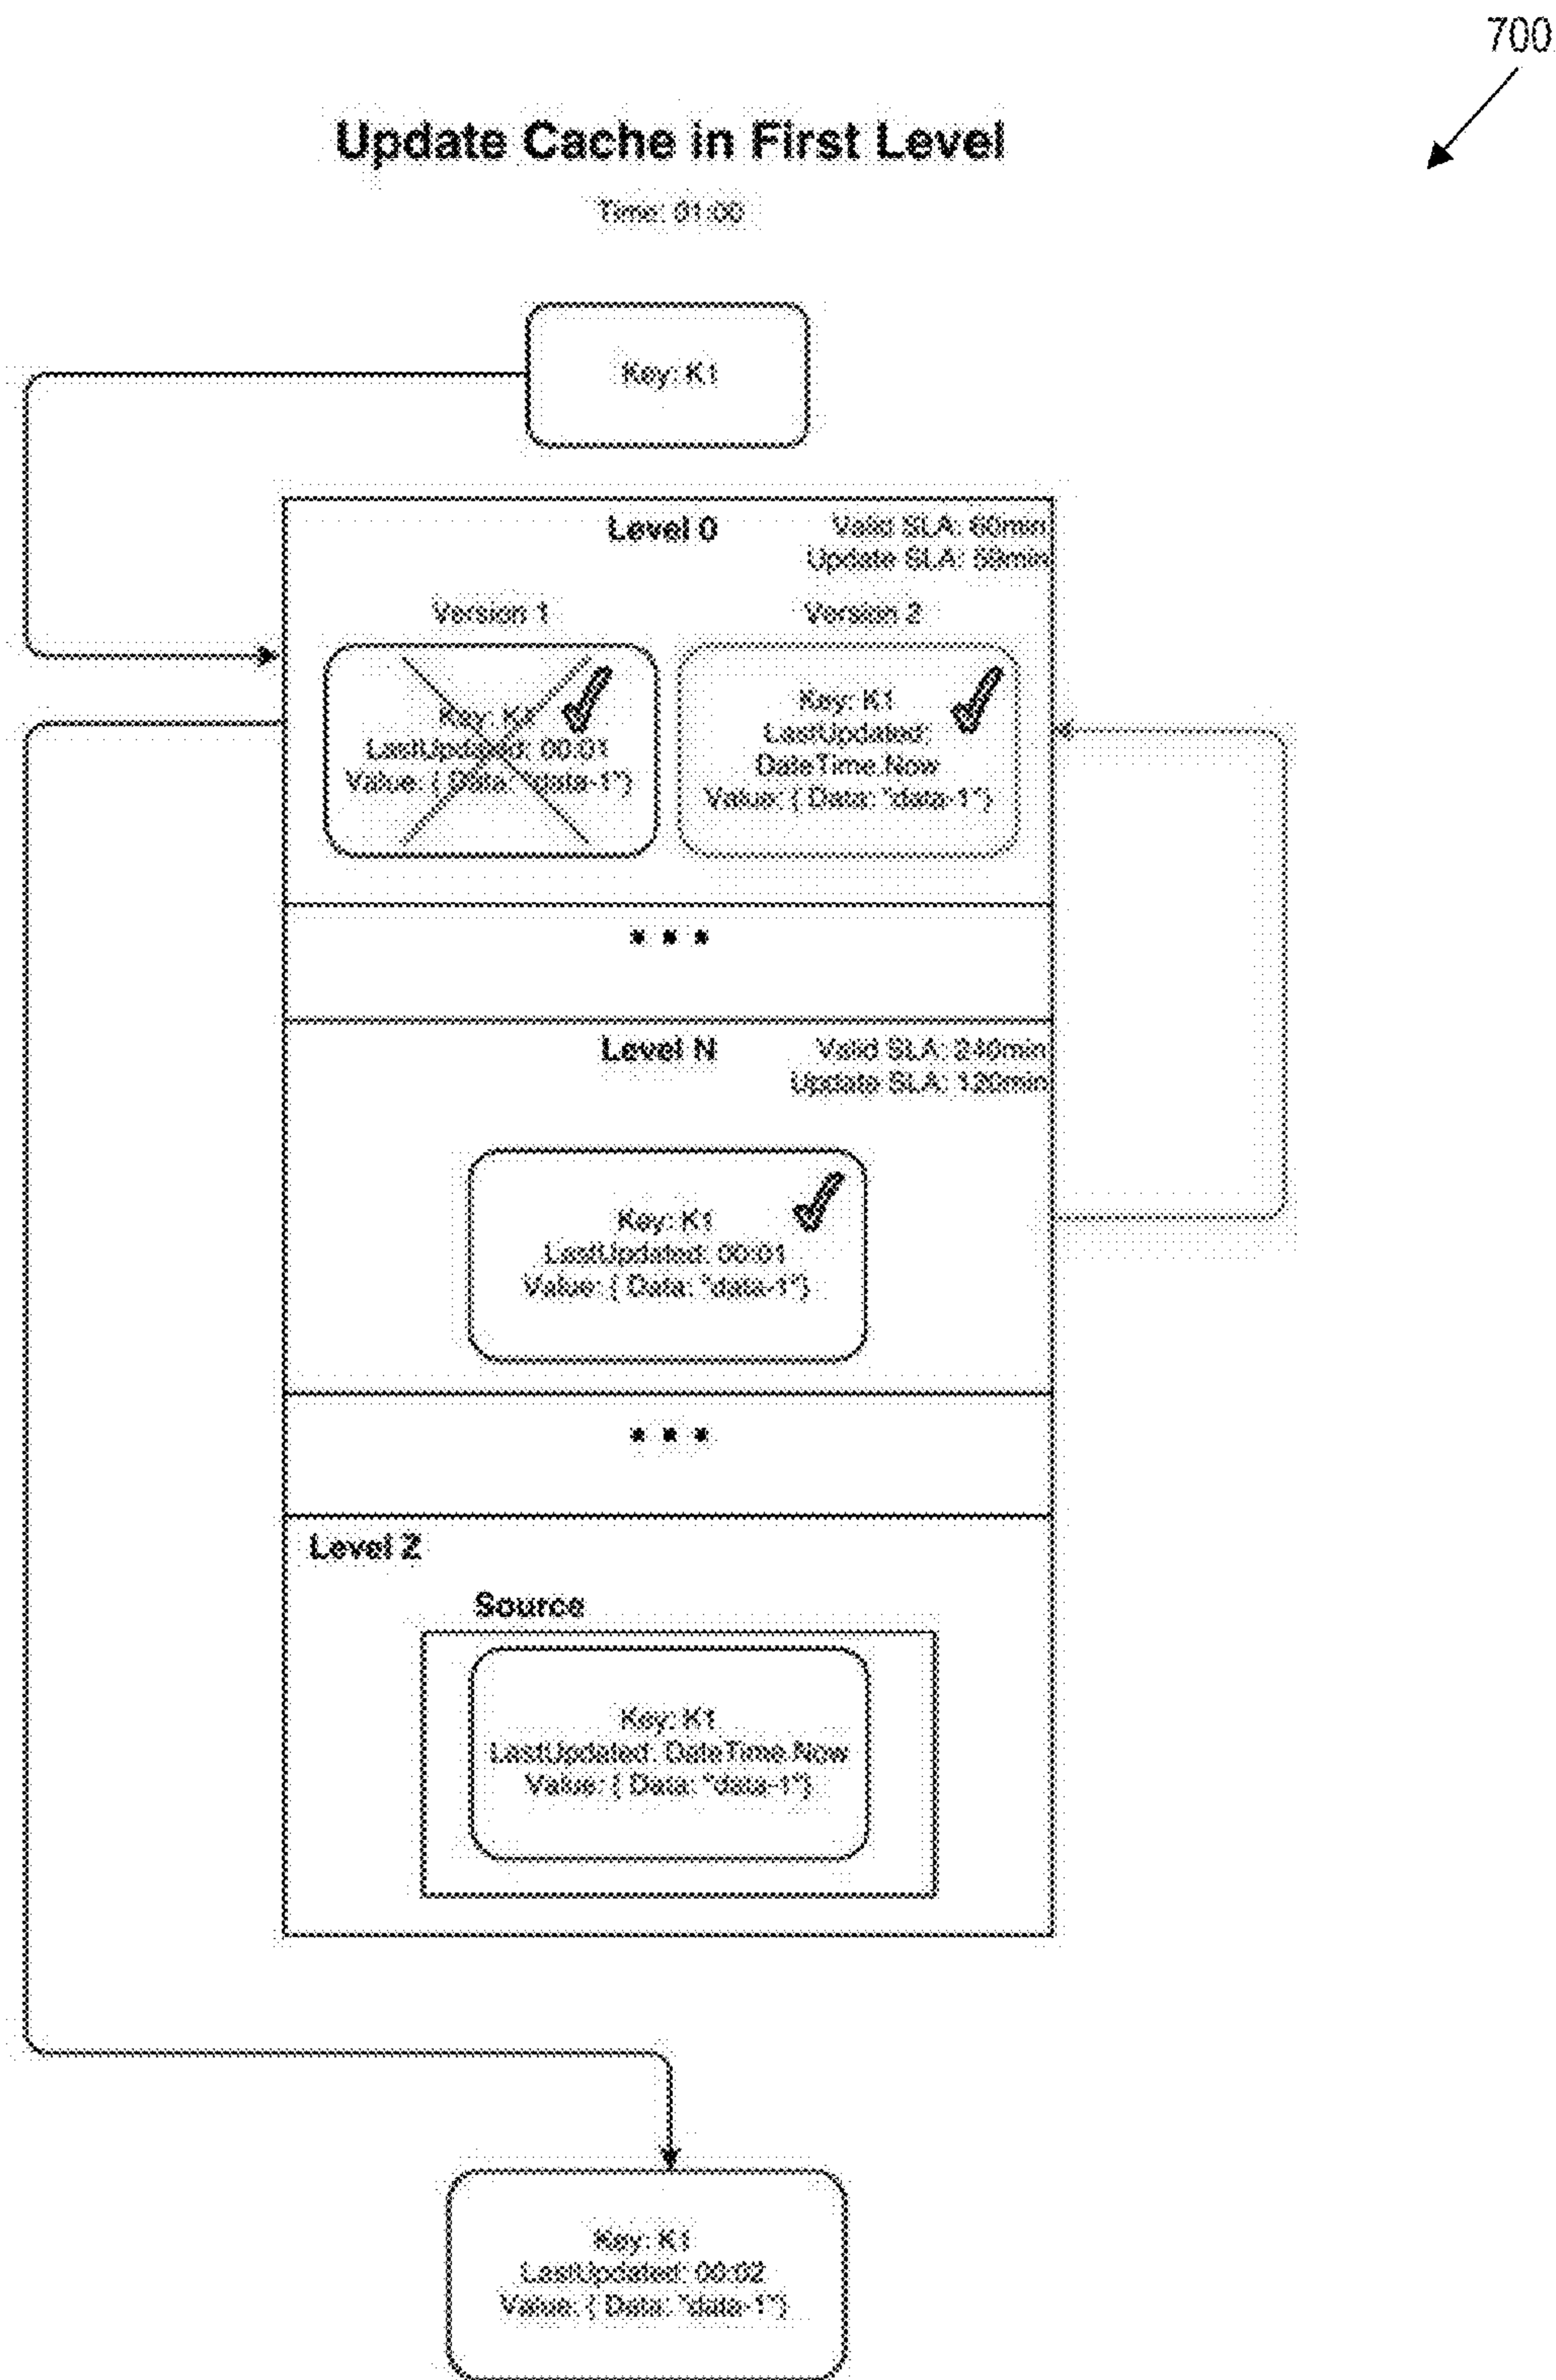 700
Update Cache in First Level
Time: 01:00
Key: K1
Level 0
Valid SLA: 60min
Update SLA: 59min
Version 1
Version 2
Key: K1
LastUpdated: 00:01
Value: { Data: "data-1"}
Key: K1
LastUpdated:
DateTime.Now
Value: { Data: "data-1"}
...
Level N
Valid SLA: 240min
Update SLA: 120min
Key: K1
LastUpdated: 00:01
Value: { Data: "data-1"}
...
Level Z
Source
Key: K1
LastUpdated: DateTime.Now
Value: { Data: "data-1"}
Key: K1
LastUpdated: 00:02
Value: { Data: "data-1"}